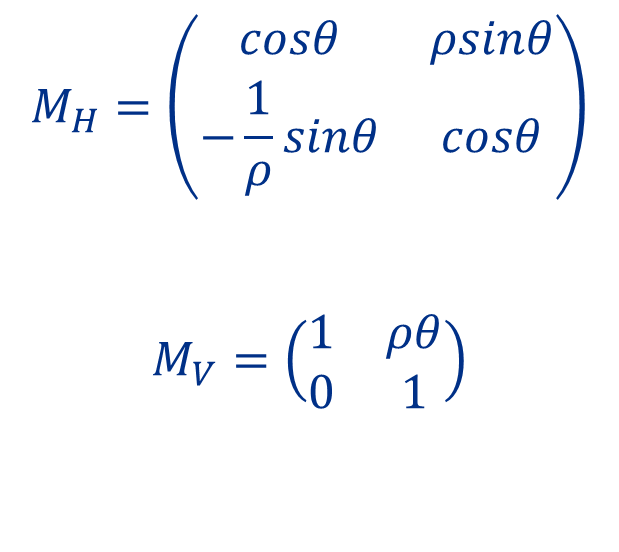 M_H = ( cosθ ρsinθ
-1/ρ sinθ cosθ )
M_V = ( 1 ρθ
0 1 )